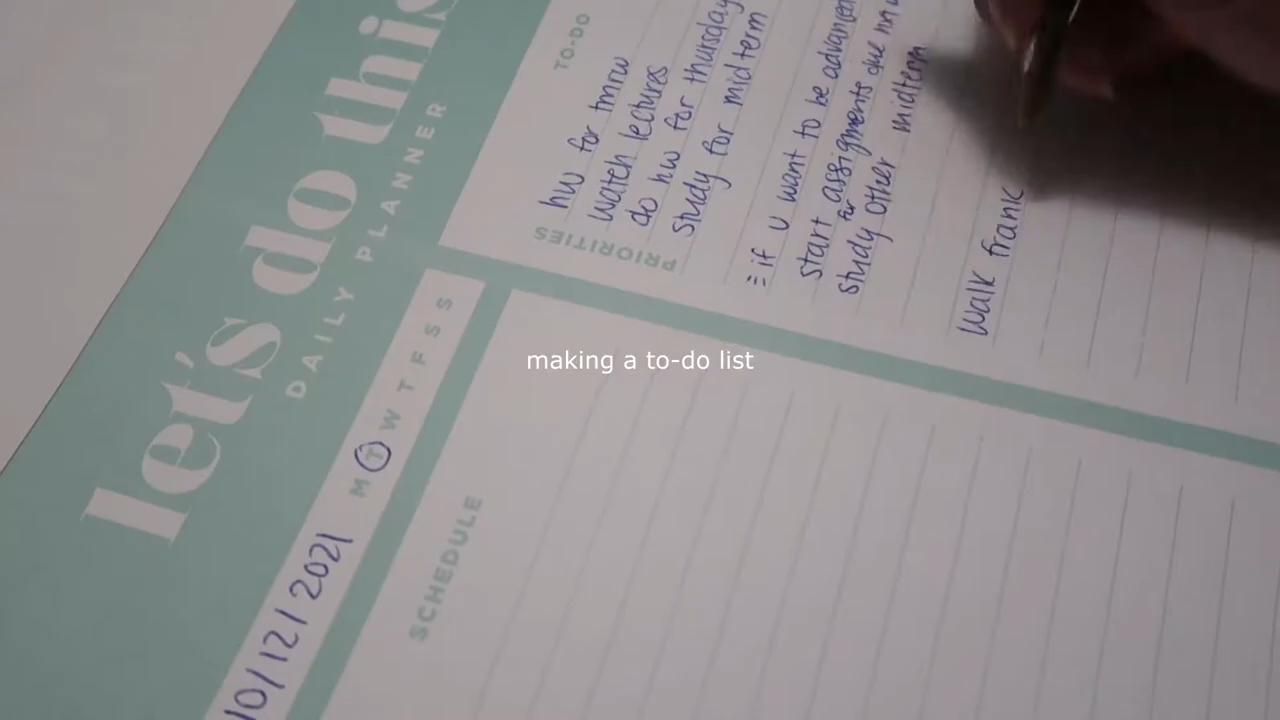 let's do this
DAILY PLANNER
10/12/2021
M T W T F S S
TO-DO
PRIORITIES
hw for tmrw
watch lectures
do hw for thursday
study for midterm
if u want to be advanced
start assignments due
study for other midterm
walk frank
SCHEDULE
making a to-do list